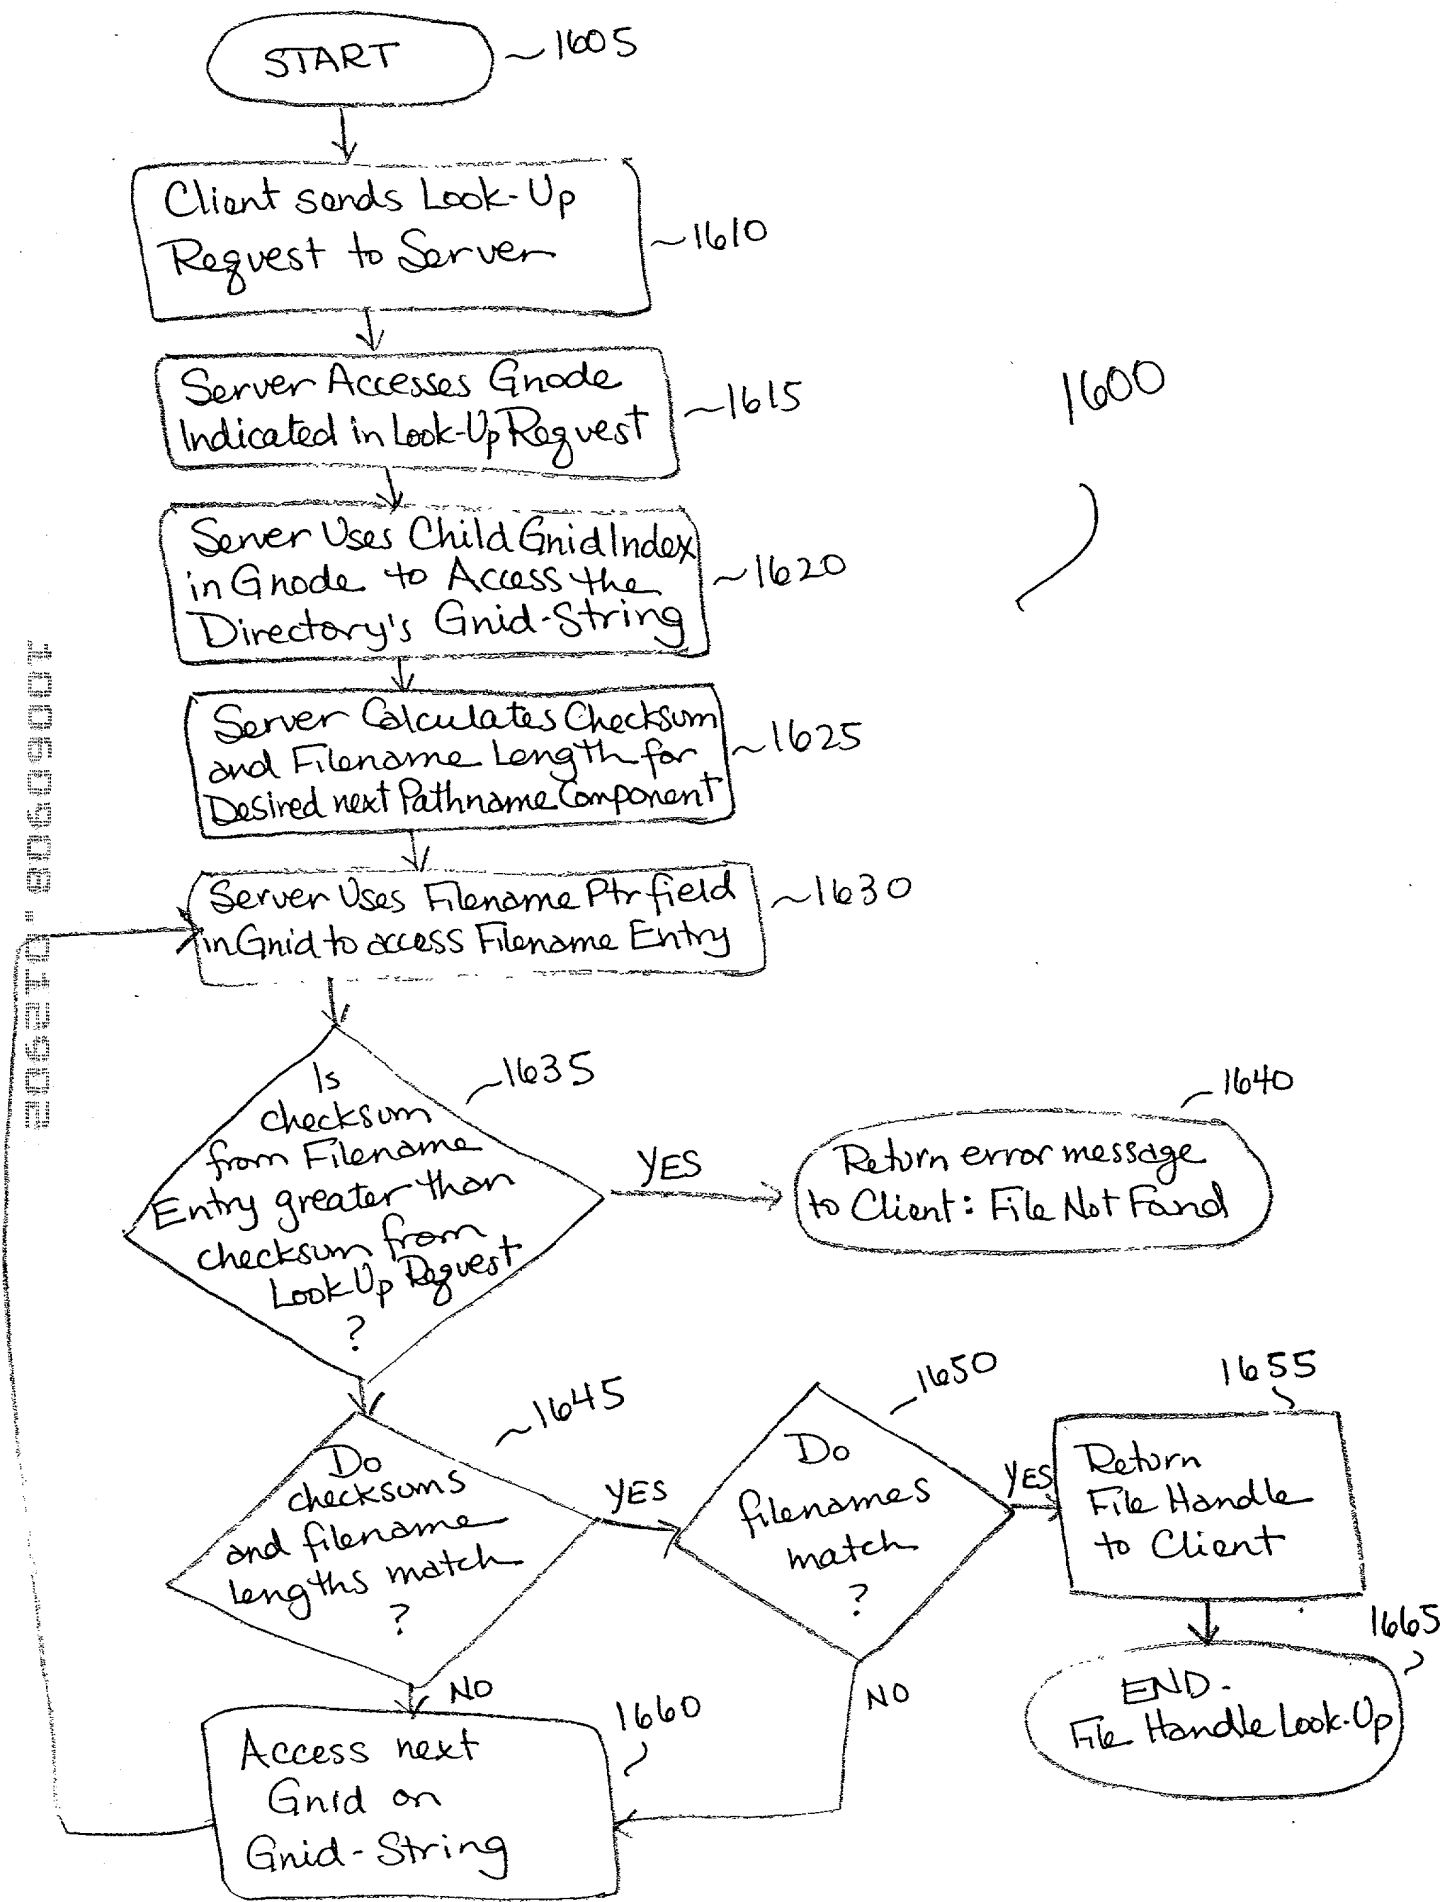 START
1605
Client sends Look-Up
Request to Server
1610
Server Accesses Gnode
Indicated in Look-Up Request
1615
1600
Server Uses Child Gnid Index
in Gnode to Access the
Directory's Gnid-String
1620
Server Calculates Checksum
and Filename Length for
Desired next Pathname Component
1625
Server Uses Filename Ptr field
in Gnid to access Filename Entry
1630
10060908.012902
Is
checksum
from Filename
Entry greater than
checksum from
Look-Up Request
?
1635
YES
1640
Return error message
to Client: File Not Found
Do
checksums
and filename
lengths match
?
1645
YES
Do
filenames
match
?
1650
YES
1655
Return
File Handle
to Client
1665
END-
File Handle Look-Up
NO
NO
1660
Access next
Gnid on
Gnid-String